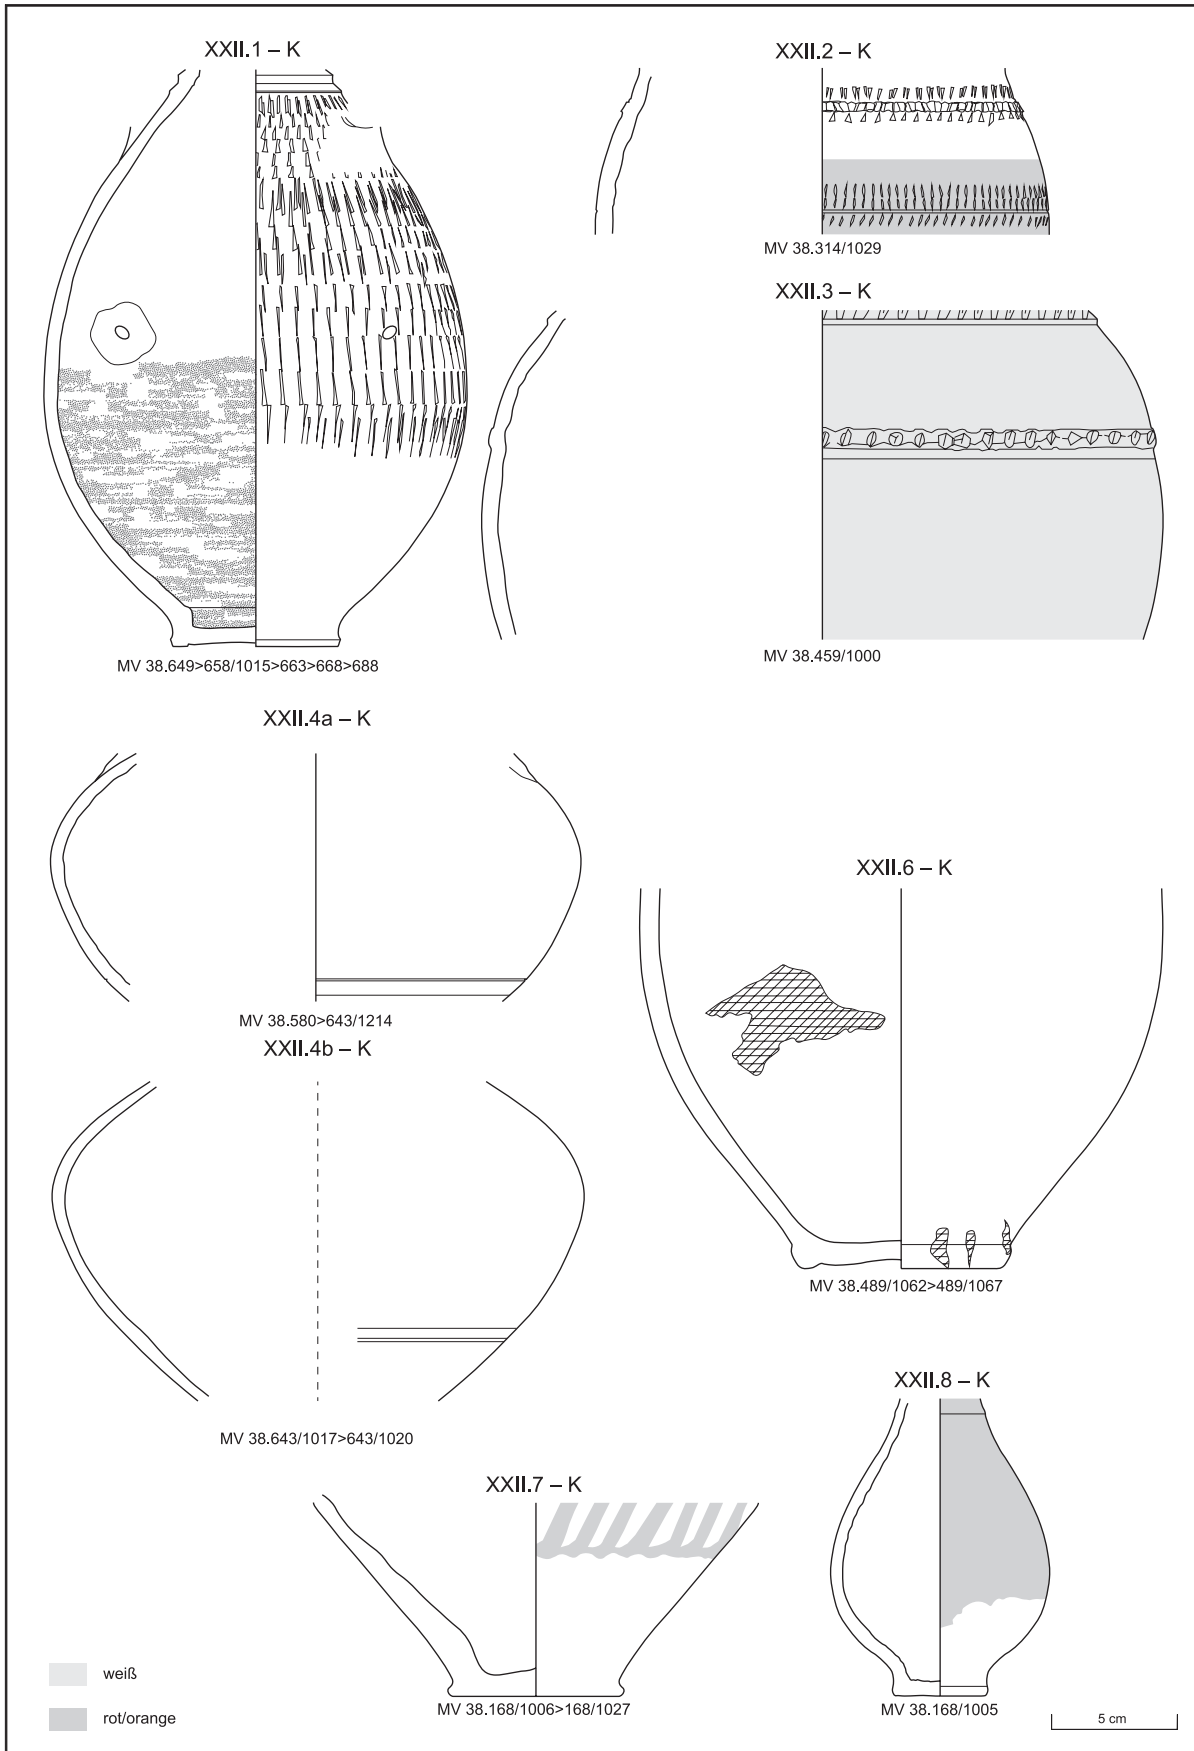 XXII.1 – K
XXII.2 – K
MV 38.314/1029
XXII.3 – K
MV 38.649>658/1015>663>668>688
MV 38.459/1000
XXII.4a – K
MV 38.580>643/1214
XXII.4b – K
XXII.6 – K
MV 38.489/1062>489/1067
MV 38.643/1017>643/1020
XXII.8 – K
XXII.7 – K
MV 38.168/1006>168/1027
MV 38.168/1005
weiß
rot/orange
5 cm